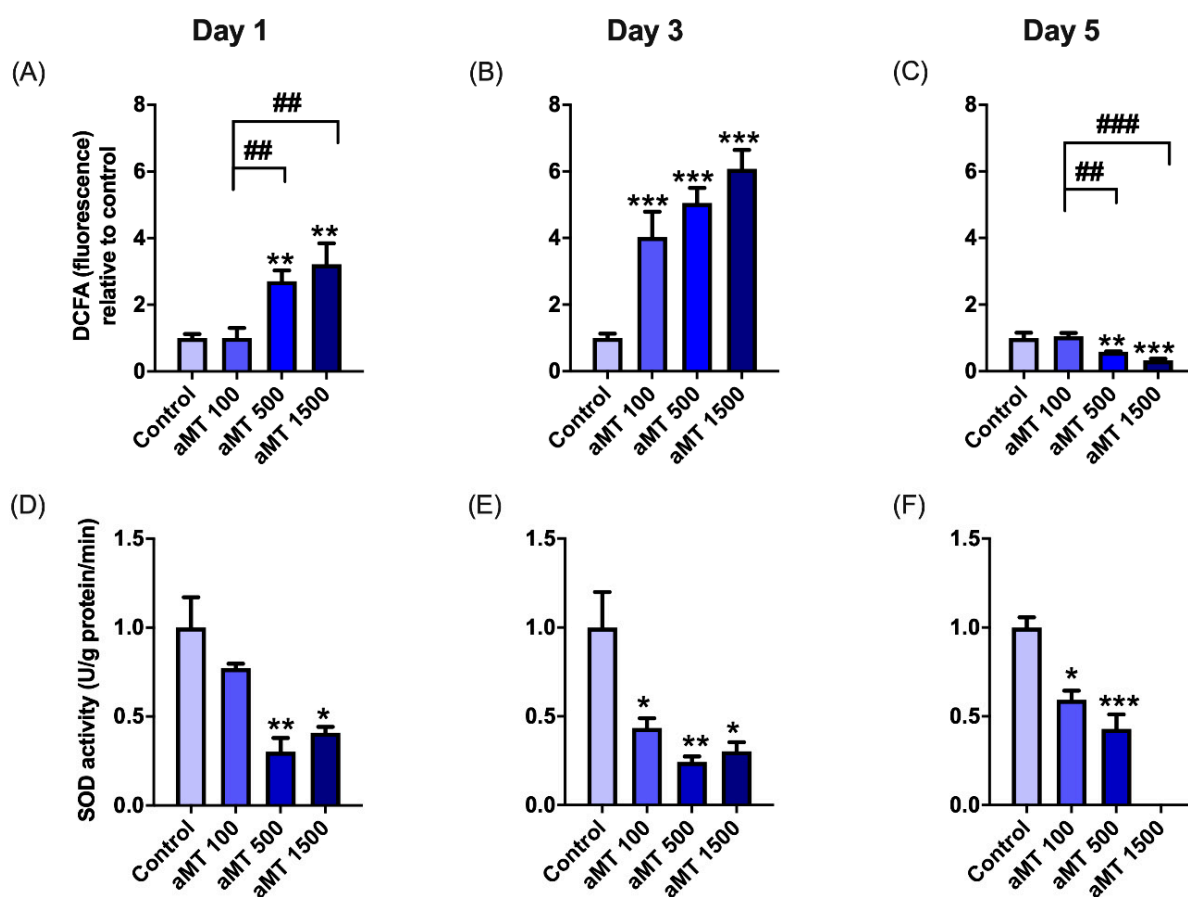 Day 1
Day 3
Day 5
(A)
(B)
(C)
DCFA (fluorescence)
relative to control
8
6
4
2
0
##
##
**
**
Control
aMT 100
aMT 500
aMT 1500
8
6
4
2
0
***
***
***
Control
aMT 100
aMT 500
aMT 1500
8
6
4
2
0
###
##
**
***
Control
aMT 100
aMT 500
aMT 1500
(D)
(E)
(F)
SOD activity (U/g protein/min)
1.5
1.0
0.5
0.0
**
*
Control
aMT 100
aMT 500
aMT 1500
1.5
1.0
0.5
0.0
*
**
*
Control
aMT 100
aMT 500
aMT 1500
1.5
1.0
0.5
0.0
*
***
Control
aMT 100
aMT 500
aMT 1500